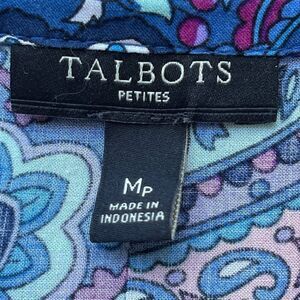 TALBOTS
PETITES
MP
MADE IN
INDONESIA